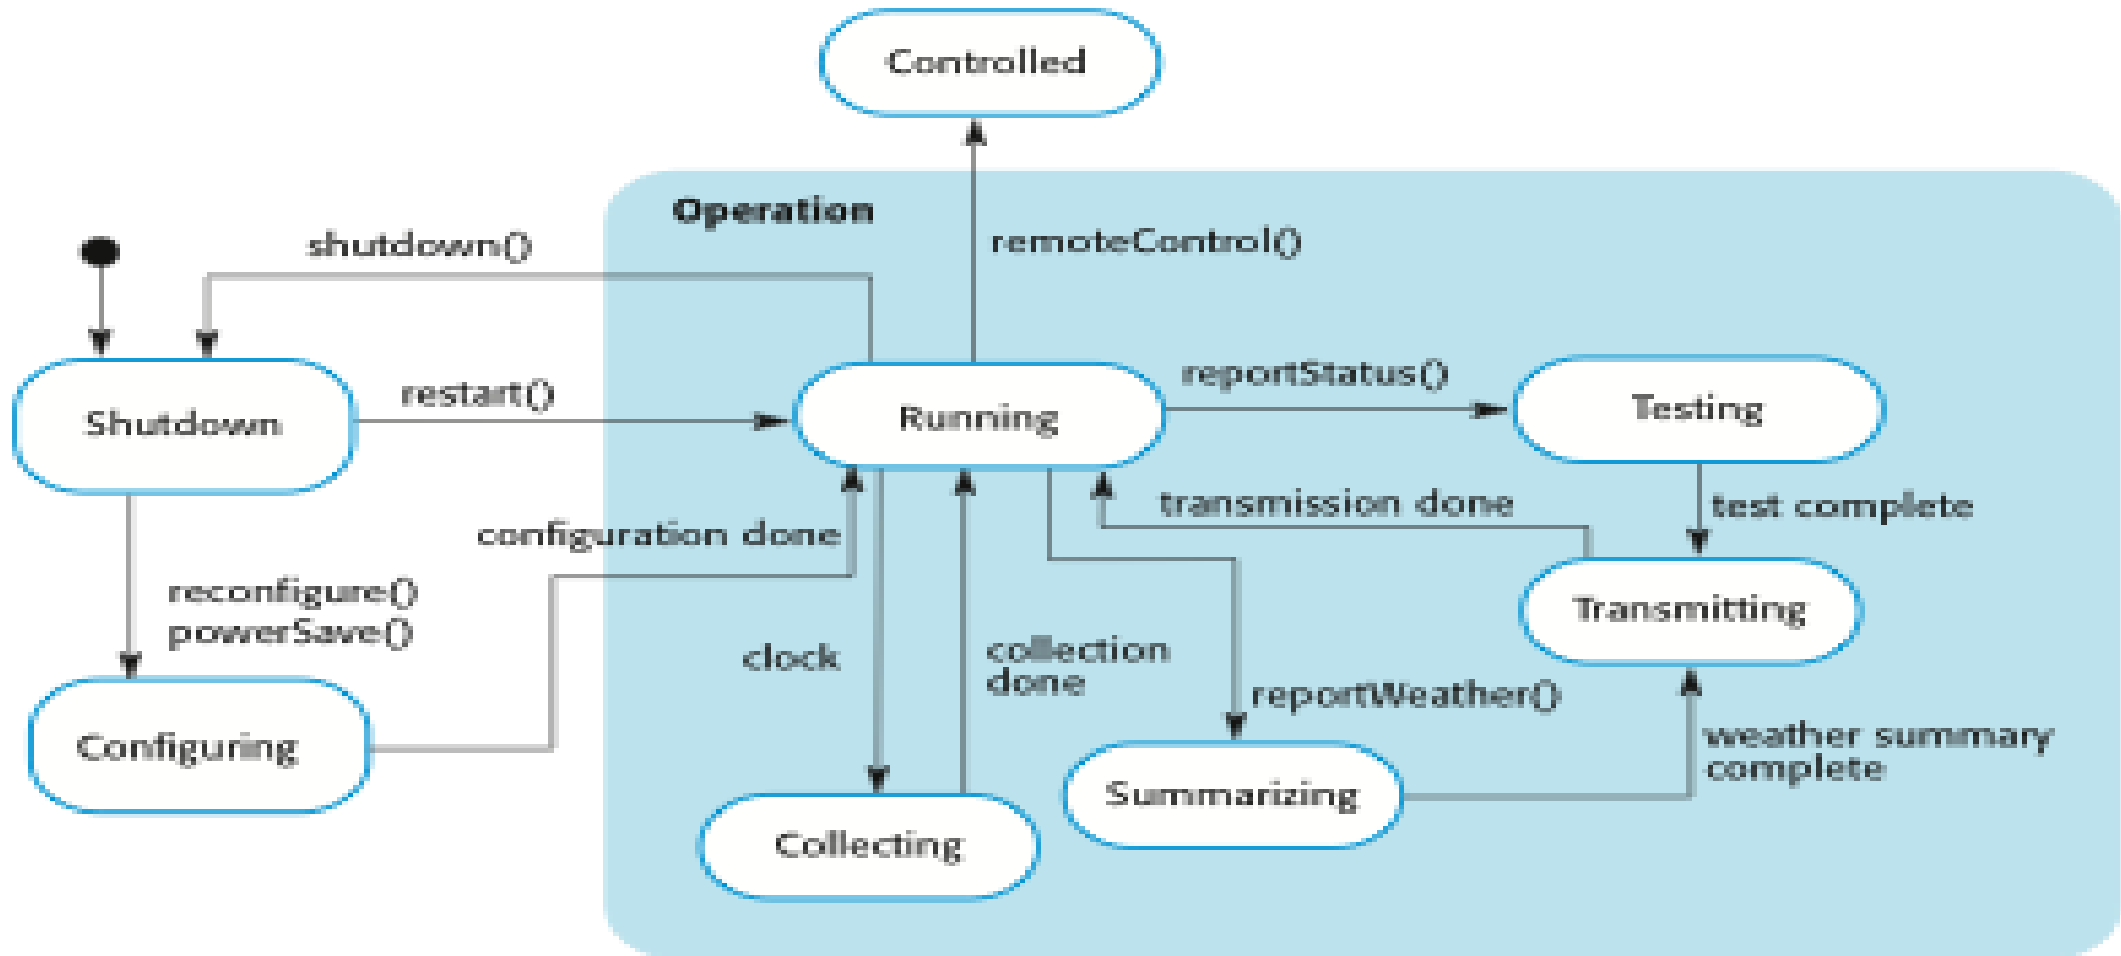 Controlled
Operation
shutdown()
remoteControl()
reportStatus()
restart()
Shutdown
Running
Testing
transmission done
test complete
configuration done
reconfigure()
powerSave()
Transmitting
clock
collection
done
reportWeather()
weather summary
complete
Configuring
Summarizing
Collecting